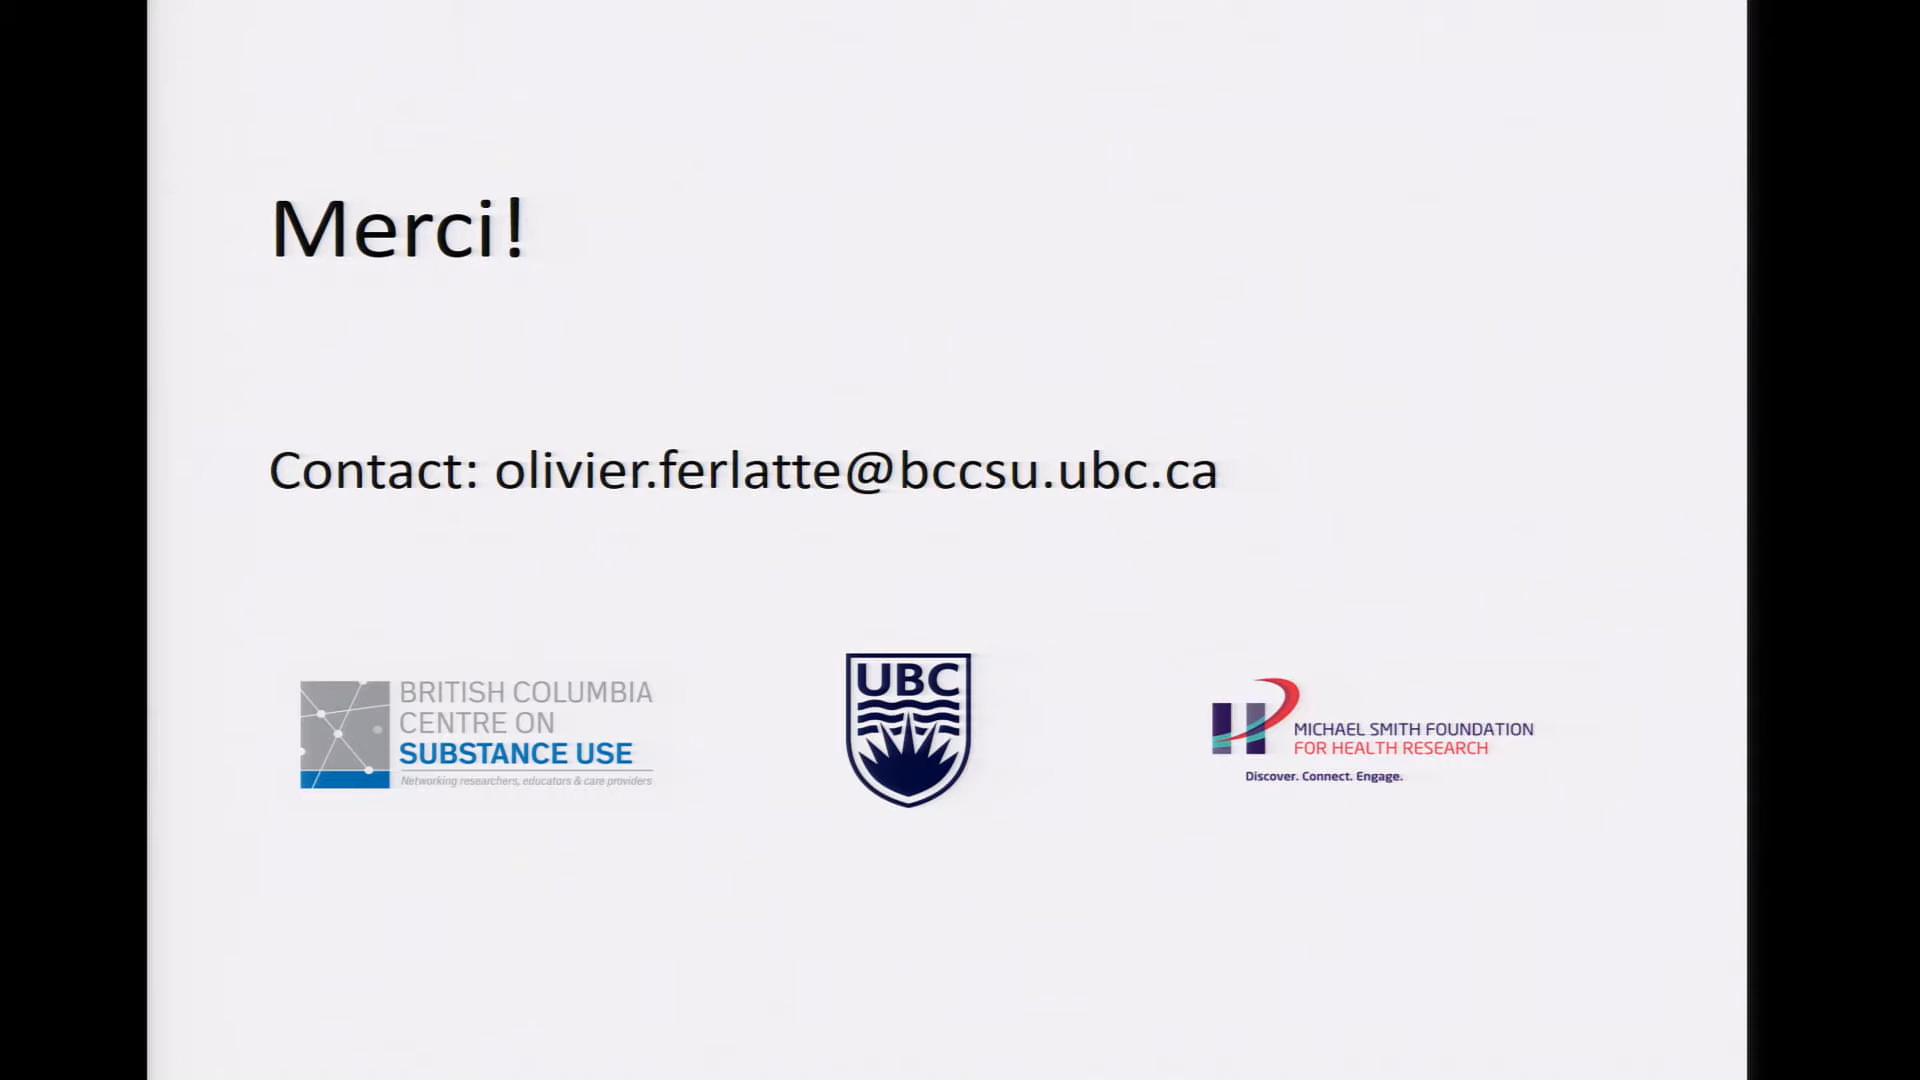 Merci!
Contact: olivier.ferlatte@bccsu.ubc.ca
BRITISH COLUMBIA
CENTRE ON
SUBSTANCE USE
Networking researchers, educators & care providers
UBC
MICHAEL SMITH FOUNDATION
FOR HEALTH RESEARCH
Discover. Connect. Engage.